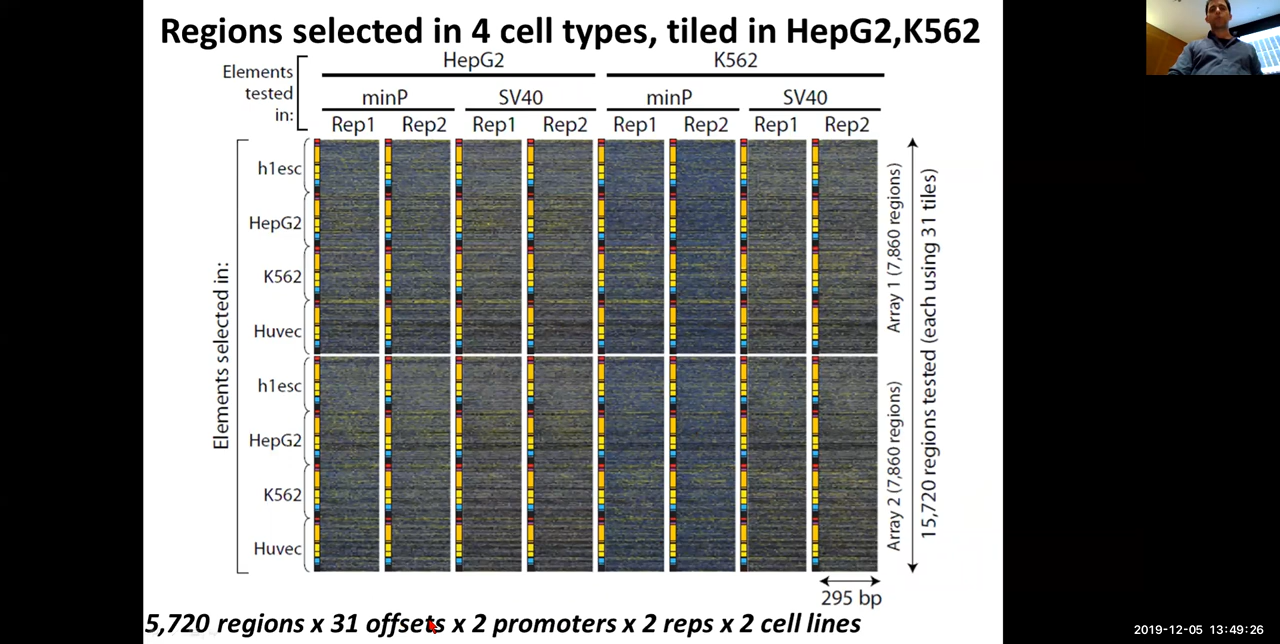 Regions selected in 4 cell types, tiled in HepG2,K562
Elements tested in:
HepG2 K562
minP SV40 minP SV40
Rep1 Rep2 Rep1 Rep2 Rep1 Rep2 Rep1 Rep2
Elements selected in:
h1esc
HepG2
K562
Huvec
h1esc
HepG2
K562
Huvec
Array 1 (7,860 regions)
Array 2 (7,860 regions)
15,720 regions tested (each using 31 tiles)
295 bp
5,720 regions x 31 offsets x 2 promoters x 2 reps x 2 cell lines
2019-12-05 13:49:26